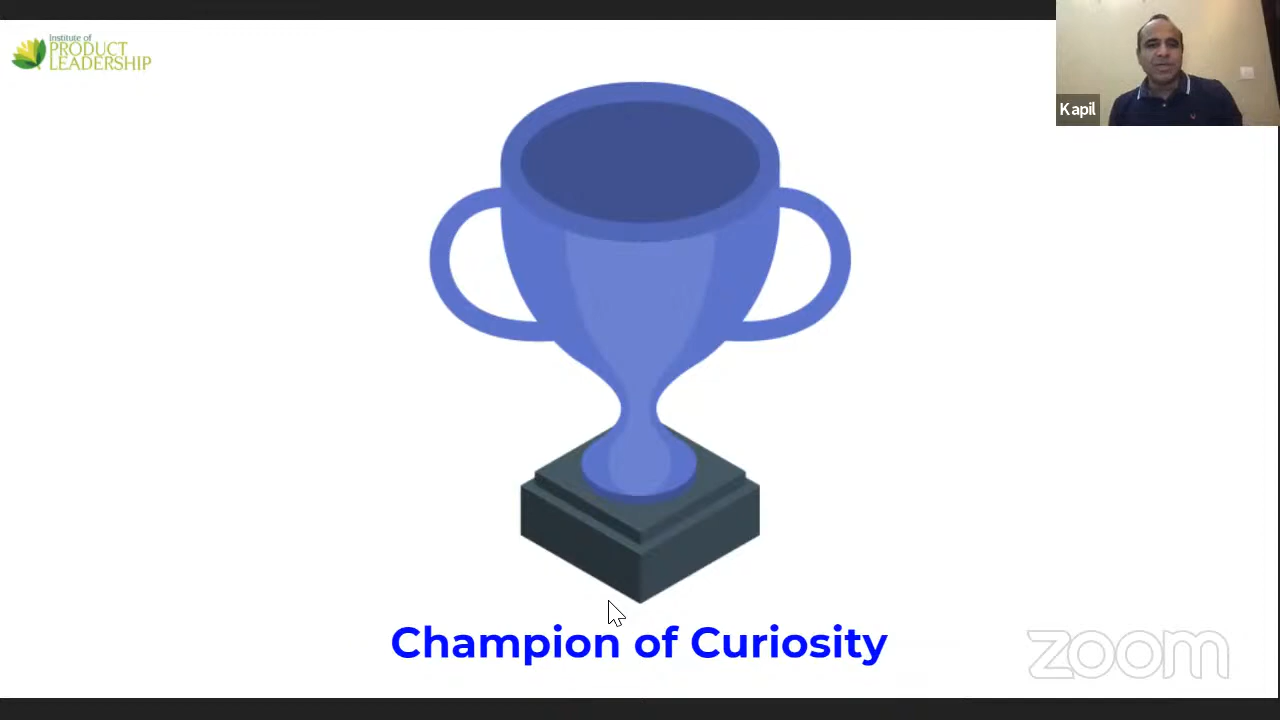 Institute of
PRODUCT
LEADERSHIP
Kapil
Champion of Curiosity
zoom